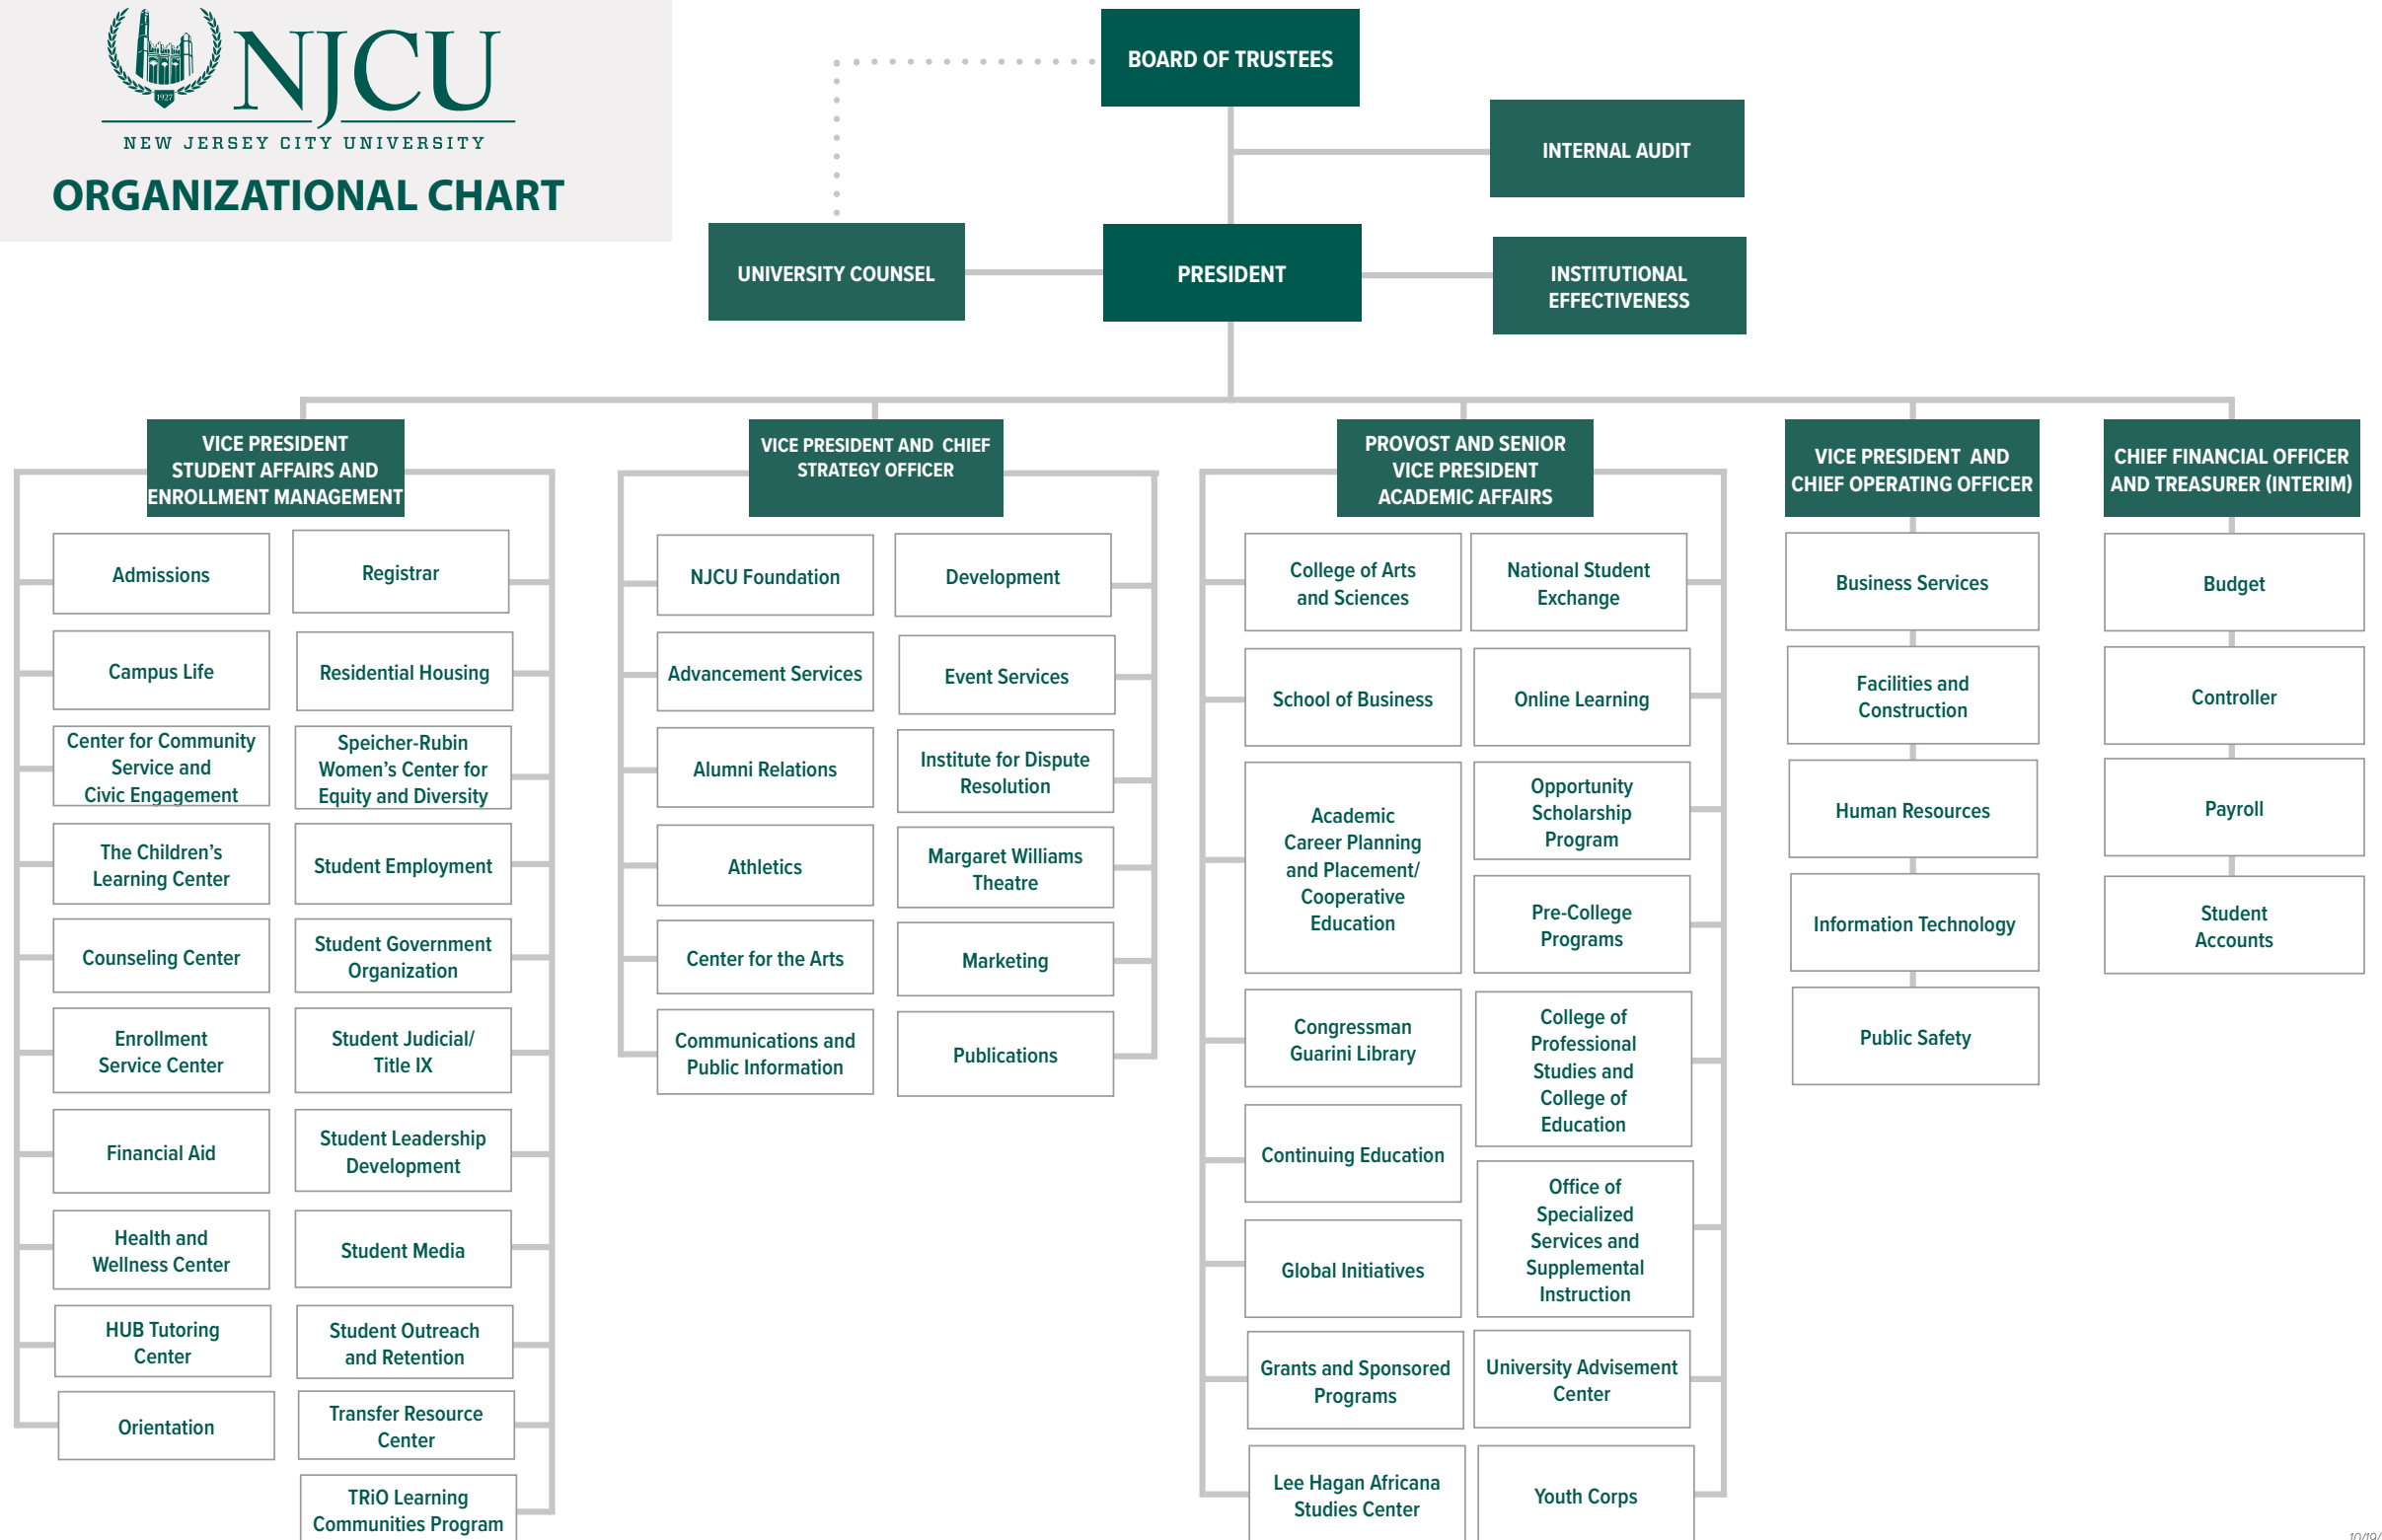 1927
NJCU
NEW JERSEY CITY UNIVERSITY
ORGANIZATIONAL CHART
BOARD OF TRUSTEES
INTERNAL AUDIT
UNIVERSITY COUNSEL
PRESIDENT
INSTITUTIONAL
EFFECTIVENESS
VICE PRESIDENT
STUDENT AFFAIRS AND
ENROLLMENT MANAGEMENT
Admissions
Campus Life
Center for Community
Service and
Civic Engagement
The Children's
Learning Center
Counseling Center
Enrollment
Service Center
Financial Aid
Health and
Wellness Center
HUB Tutoring
Center
Orientation
Registrar
Residential Housing
Speicher-Rubin
Women's Center for
Equity and Diversity
Student Employment
Student Government
Organization
Student Judicial/
Title IX
Student Leadership
Development
Student Media
Student Outreach
and Retention
Transfer Resource
Center
TRiO Learning
Communities Program
VICE PRESIDENT AND CHIEF
STRATEGY OFFICER
NJCU Foundation
Advancement Services
Alumni Relations
Athletics
Center for the Arts
Communications and
Public Information
Development
Event Services
Institute for Dispute
Resolution
Margaret Williams
Theatre
Marketing
Publications
PROVOST AND SENIOR
VICE PRESIDENT
ACADEMIC AFFAIRS
College of Arts
and Sciences
School of Business
Academic
Career Planning
and Placement/
Cooperative
Education
Congressman
Guarini Library
Continuing Education
Global Initiatives
Grants and Sponsored
Programs
Lee Hagan Africana
Studies Center
National Student
Exchange
Online Learning
Opportunity
Scholarship
Program
Pre-College
Programs
College of
Professional
Studies and
College of
Education
Office of
Specialized
Services and
Supplemental
Instruction
University Advisement
Center
Youth Corps
VICE PRESIDENT AND
CHIEF OPERATING OFFICER
Business Services
Facilities and
Construction
Human Resources
Information Technology
Public Safety
CHIEF FINANCIAL OFFICER
AND TREASURER (INTERIM)
Budget
Controller
Payroll
Student
Accounts